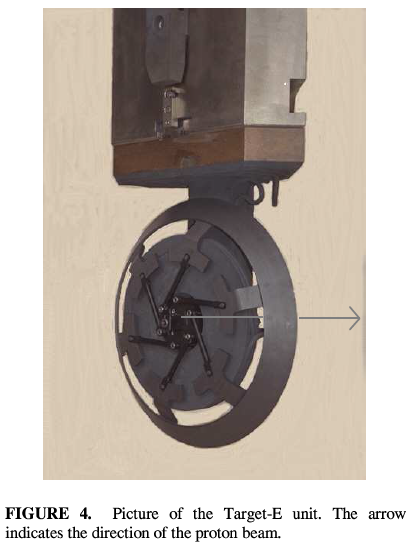 FIGURE 4. Picture of the Target-E unit. The arrow
indicates the direction of the proton beam.